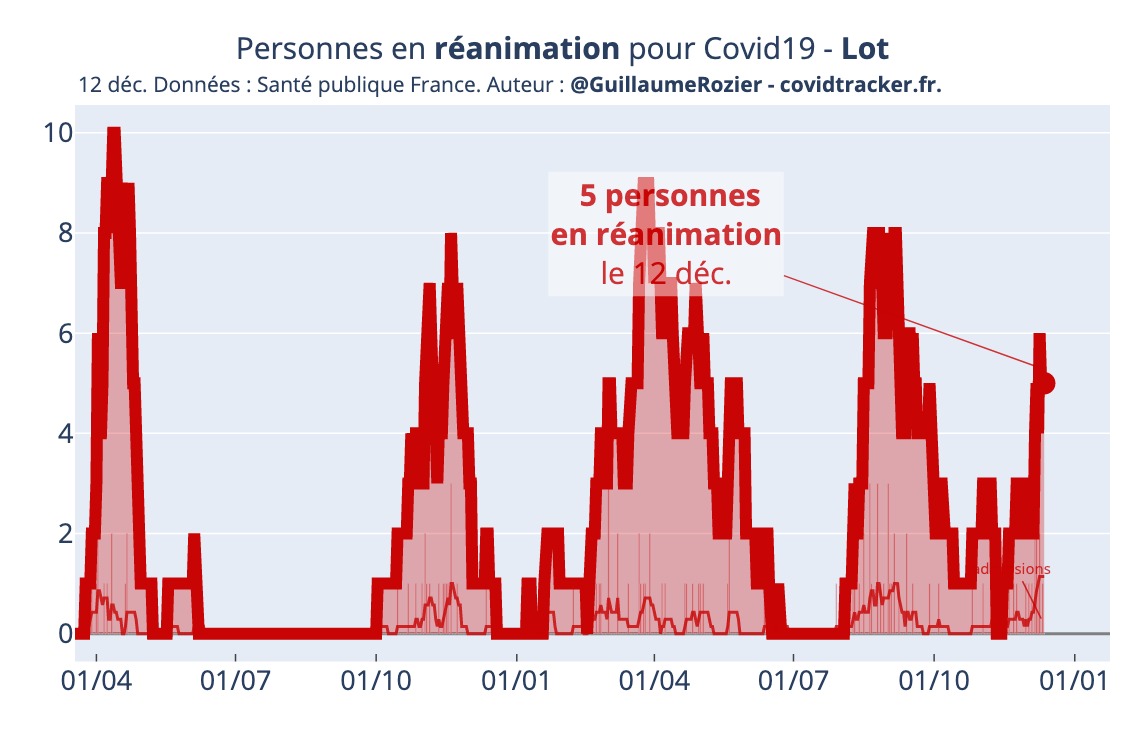 Personnes en réanimation pour Covid19 - Lot
12 déc. Données : Santé publique France. Auteur : @GuillaumeRozier - covidtracker.fr.
10
8
6
4
2
0
5 personnes
en réanimation
le 12 déc.
admissions
01/04
01/07
01/10
01/01
01/04
01/07
01/10
01/01